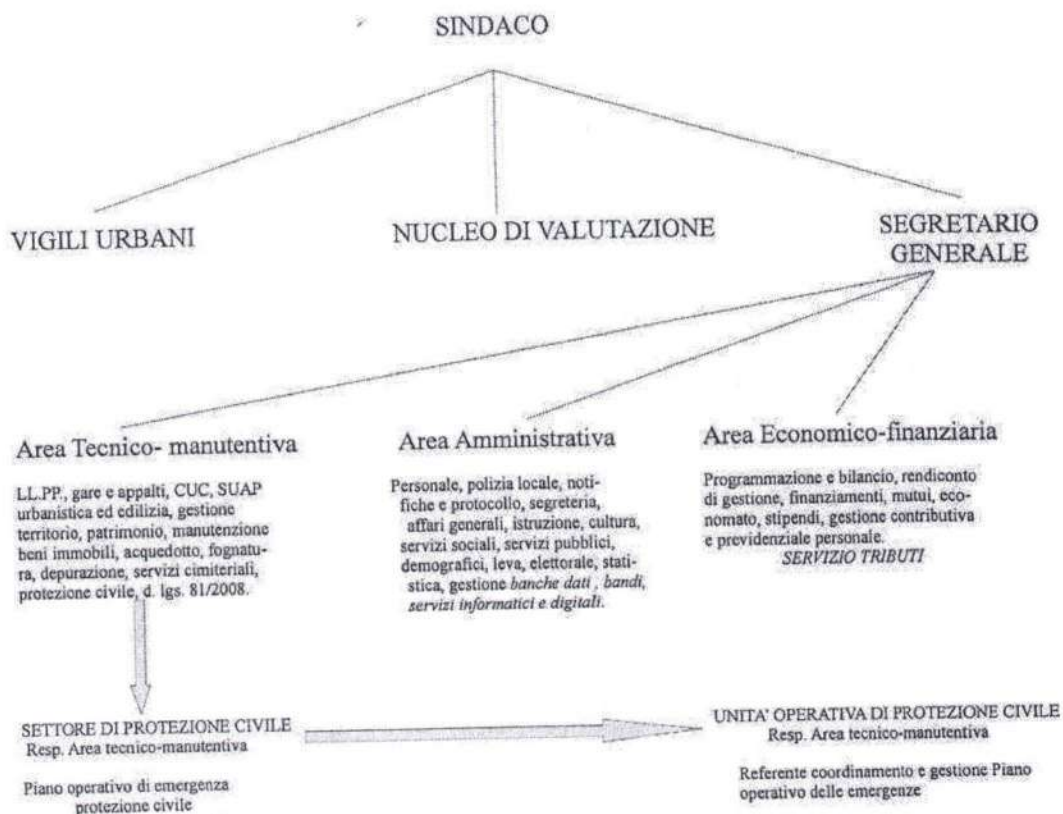 SINDACO
VIGILI URBANI
NUCLEO DI VALUTAZIONE
SEGRETARIO
GENERALE
Area Tecnico- manutentiva
LL.PP., gare e appalti, CUC, SUAP
urbanistica ed edilizia, gestione
territorio, patrimonio, manutenzione
beni immobili, acquedotto, fognatu-
ra, depurazione, servizi cimiteriali,
protezione civile, d. lgs. 81/2008.
Area Amministrativa
Personale, polizia locale, noti-
fiche e protocollo, segreteria,
affari generali, istruzione, cultura,
servizi sociali, servizi pubblici,
demografici, leva, elettorale, stati-
stica, gestione banche dati , bandi,
servizi informatici e digitali.
Area Economico-finanziaria
Programmazione e bilancio, rendiconto
di gestione, finanziamenti, mutui, eco-
nomato, stipendi, gestione contributiva
e previdenziale personale.
SERVIZIO TRIBUTI
SETTORE DI PROTEZIONE CIVILE
Resp. Area tecnico-manutentiva
Piano operativo di emergenza
protezione civile
UNITA' OPERATIVA DI PROTEZIONE CIVILE
Resp. Area tecnico-manutentiva
Referente coordinamento e gestione Piano
operativo delle emergenze